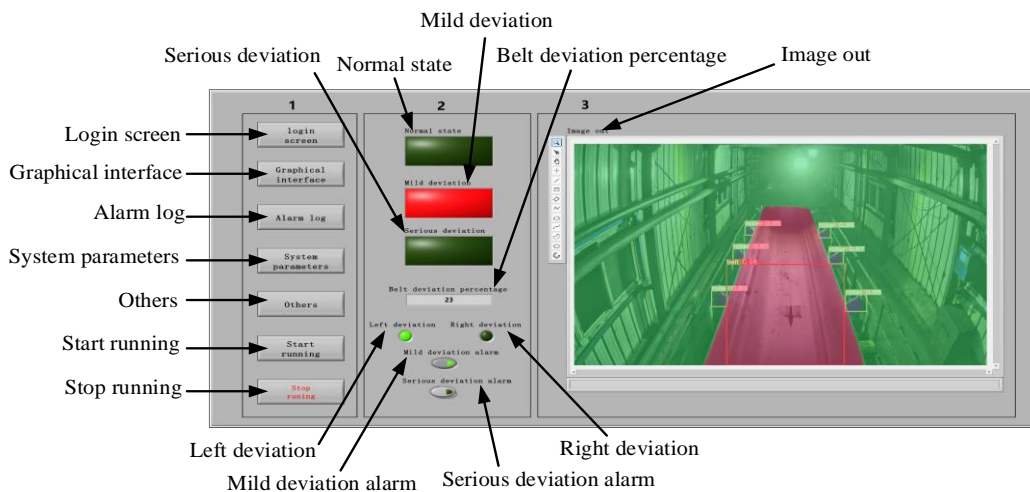 Mild deviation
Serious deviation
Normal state
Belt deviation percentage
Image out
1
2
3
Login screen
Graphical interface
Alarm log
System parameters
Others
Start running
Stop running
login
screen
Graphical
interface
Alarm log
System
parameters
Others
Start
running
Stop
runing
Normal state
Mild deviation
Serious deviation
Belt deviation percentage
23
Left deviation
Right deviation
Mild deviation alarm
Serious deviation alarm
Image out
Left deviation
Mild deviation alarm
Serious deviation alarm
Right deviation